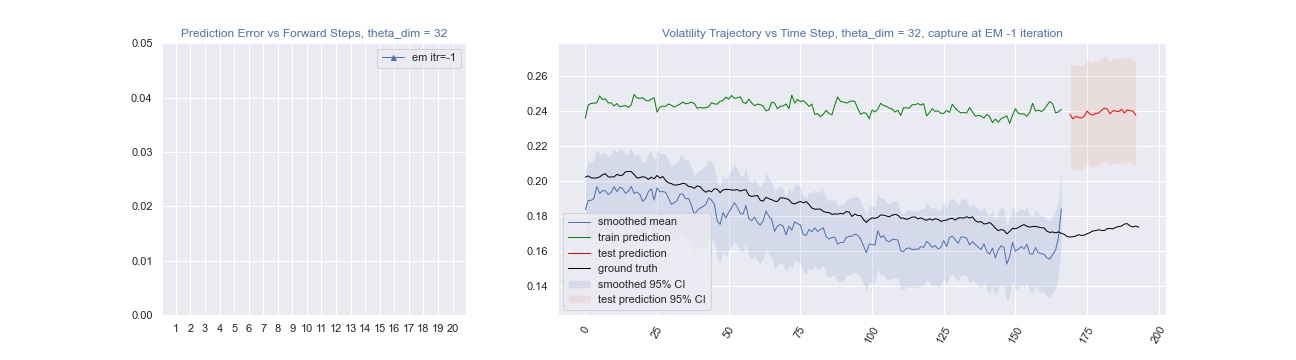 Prediction Error vs Forward Steps, theta_dim = 32
0.05
0.04
0.03
0.02
0.01
0.00
em itr=-1
1 2 3 4 5 6 7 8 9 10 11 12 13 14 15 16 17 18 19 20
Volatility Trajectory vs Time Step, theta_dim = 32, capture at EM -1 iteration
0.26
0.24
0.22
0.20
0.18
0.16
0.14
smoothed mean
train prediction
test prediction
ground truth
smoothed 95% CI
test prediction 95% CI
0 25 50 75 100 125 150 175 200